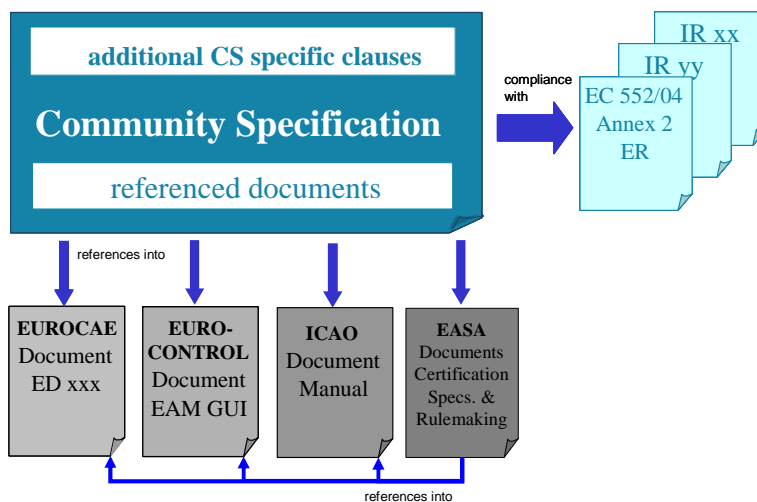 additional CS specific clauses
Community Specification
referenced documents
compliance
with
IR xx
IR yy
EC 552/04
Annex 2
ER
references into
EUROCAE
Document
ED xxx
EURO-
CONTROL
Document
EAM GUI
ICAO
Document
Manual
EASA
Documents
Certification
Specs. &
Rulemaking
references into